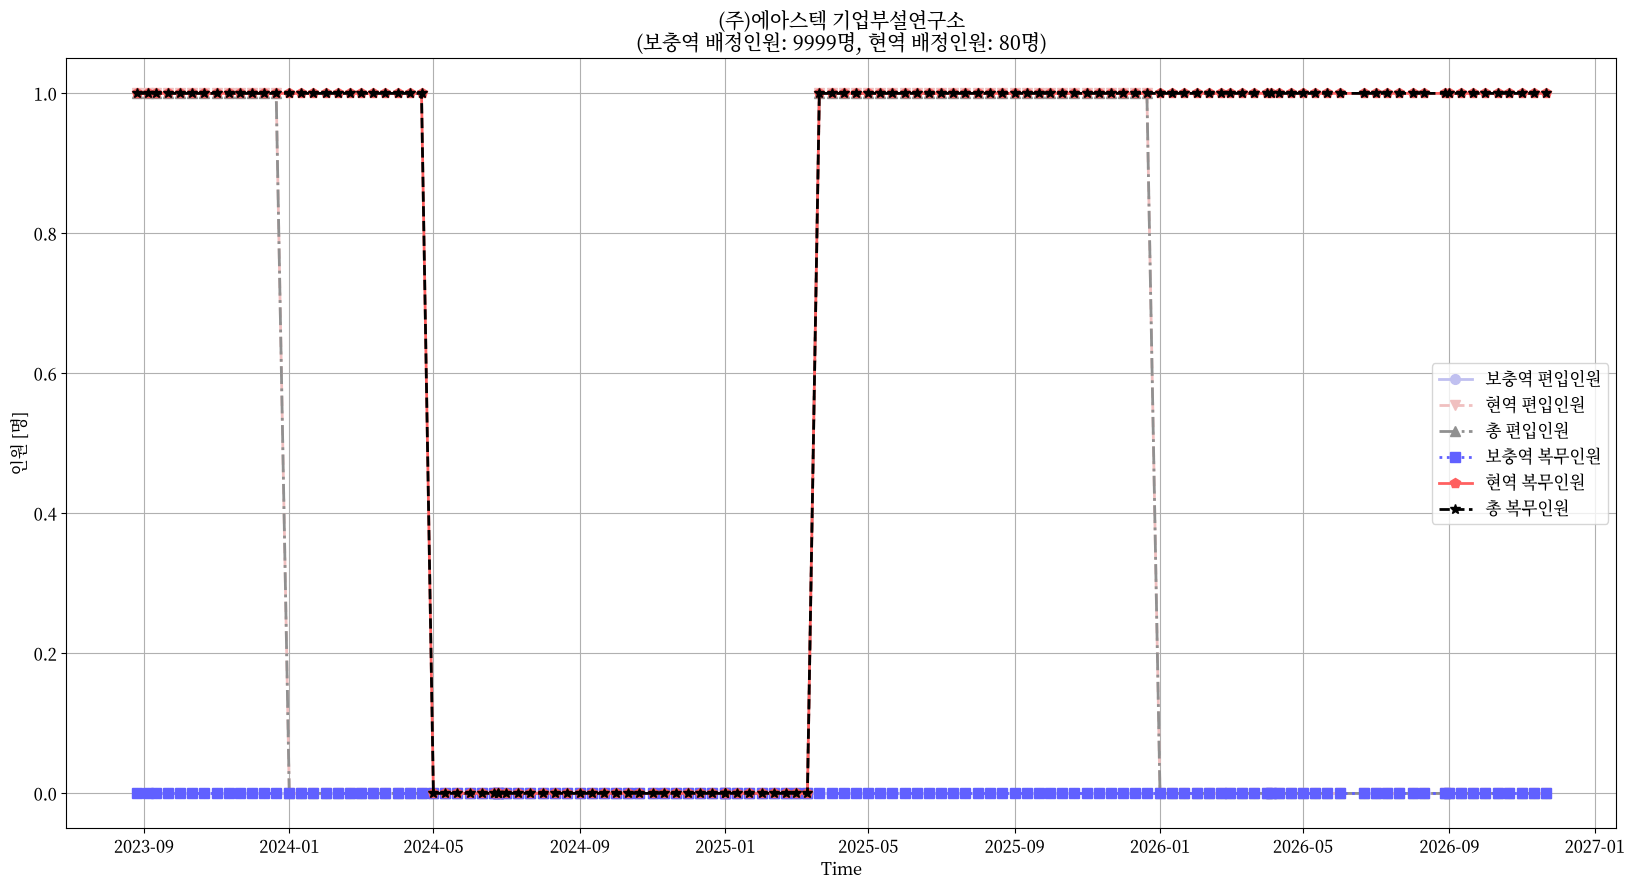 (주)에아스텍 기업부설연구소
(보충역 배정인원: 9999명, 현역 배정인원: 80명)
인원 [명]
1.0
0.8
0.6
0.4
0.2
0.0
보충역 편입인원
현역 편입인원
총 편입인원
보충역 복무인원
현역 복무인원
총 복무인원
2023-09
2024-01
2024-05
2024-09
2025-01
2025-05
2025-09
2026-01
2026-05
2026-09
2027-01
Time